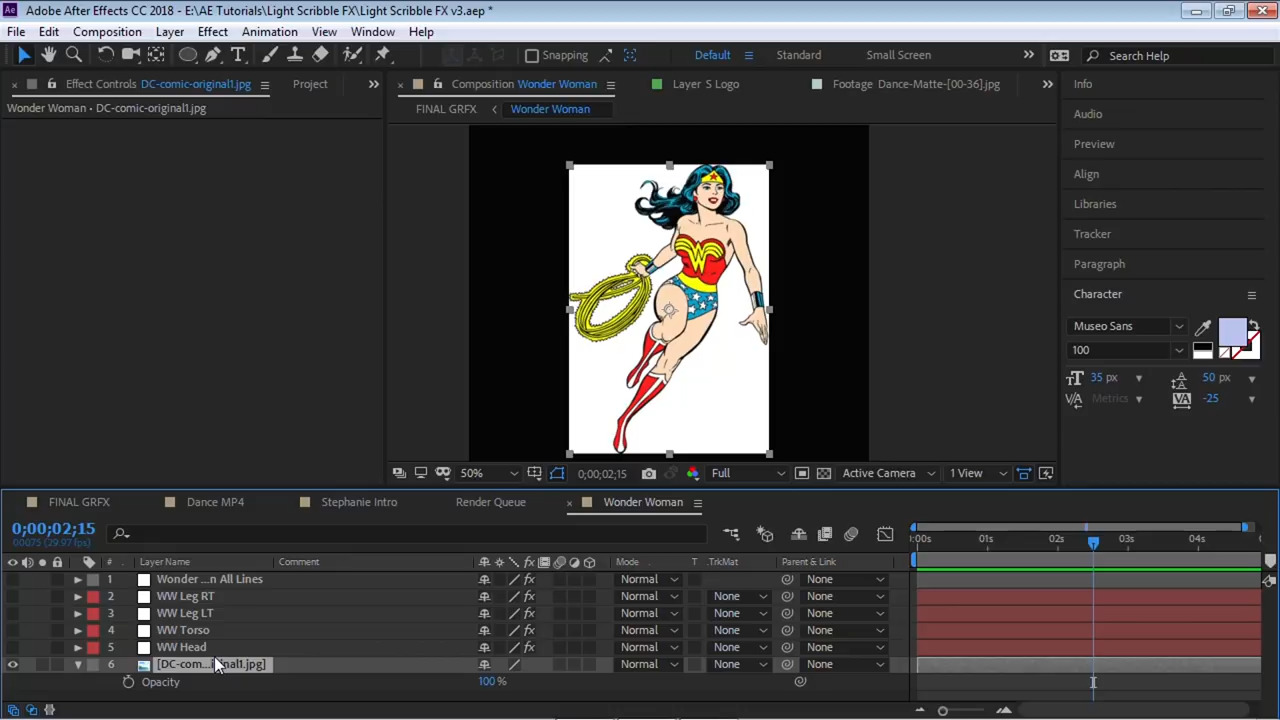 Adobe After Effects CC 2018 - E:\AE Tutorials\Light Scribble FX\Light Scribble FX v3.aep *
File Edit Composition Layer Effect Animation View Window Help
Snapping Default Standard Small Screen Search Help
Effect Controls DC-comic-original1.jpg Project
Composition Wonder Woman Layer S Logo Footage Dance-Matte-[00-36].jpg
Info
Wonder Woman • DC-comic-original1.jpg
FINAL GRFX Wonder Woman
Audio
Preview
Align
Libraries
Tracker
Paragraph
Character
Museo Sans
100
35 px 50 px
Metrics -25
50% 0;00;02;15 Full Active Camera 1 View
FINAL GRFX Dance MP4 Stephanie Intro Render Queue Wonder Woman
0;00;02;15
00075 (29.97 fps)
:00s 01s 02s 03s 04s
# Layer Name Comment Mode T .TrkMat Parent & Link
1 Wonder ...n All Lines Normal None
2 WW Leg RT Normal None None
3 WW Leg LT Normal None None
4 WW Torso Normal None None
5 WW Head Normal None None
6 [DC-com...iginal1.jpg] Normal None None
Opacity 100 %